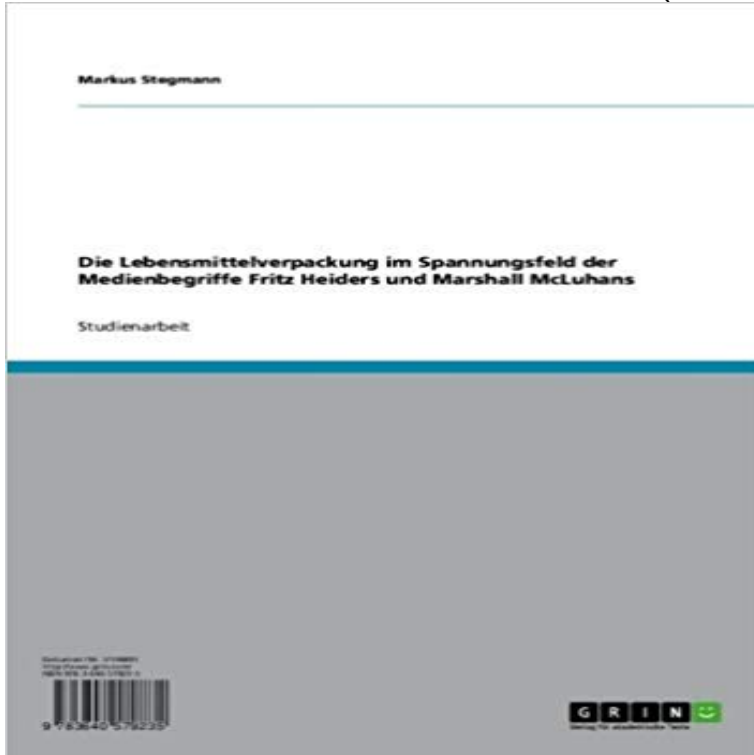 Markus Stegmann
Die Lebensmittelverpackung im Spannungsfeld der
Medienbegriffe Fritz Heiders und Marshall McLuhans
Studienarbeit
9 783640 579235
GRIN